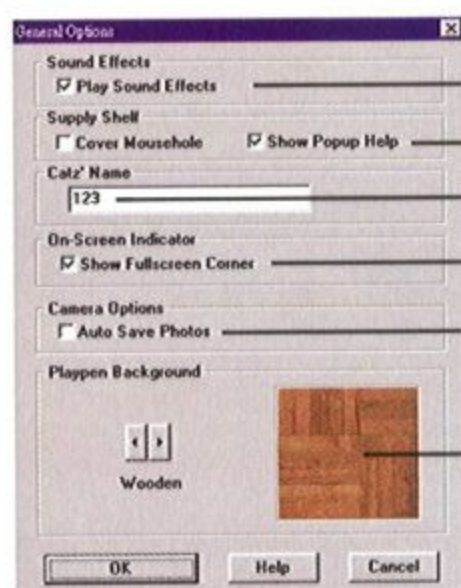 General Options
Sound Effects
Play Sound Effects
Supply Shelf
Cover Mousehole Show Popup Help
Catz' Name
123
On-Screen Indicator
Show Fullscreen Corner
Camera Options
Auto Save Photos
Playpen Background
Wooden
OK Help Cancel